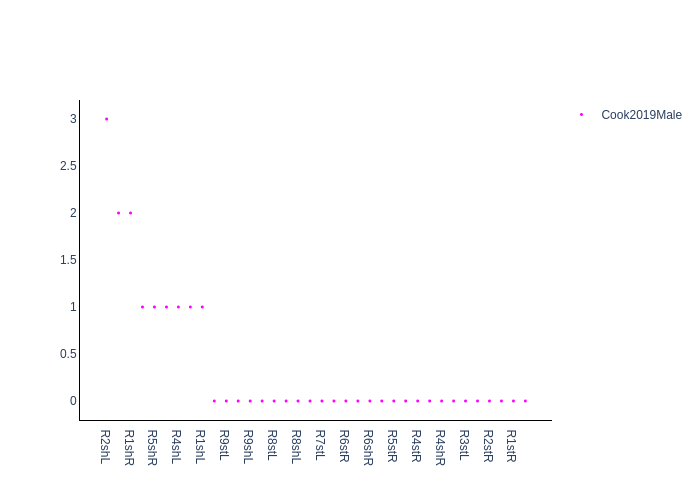 Cook2019Male
3
2.5
2
1.5
1
0.5
0
R2shL
R1shR
R5shR
R4shL
R1shL
R9stL
R9shL
R8stL
R8shL
R7stL
R6stR
R6shR
R5stR
R4stR
R4shR
R3stL
R2stR
R1stR